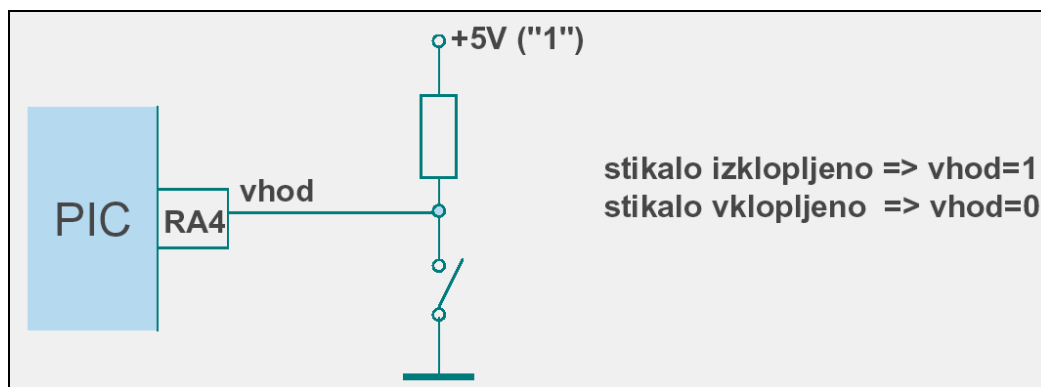 +5V ("1")
stikalo izklopljeno => vhod=1
stikalo vklopljeno => vhod=0
vhod
PIC
RA4